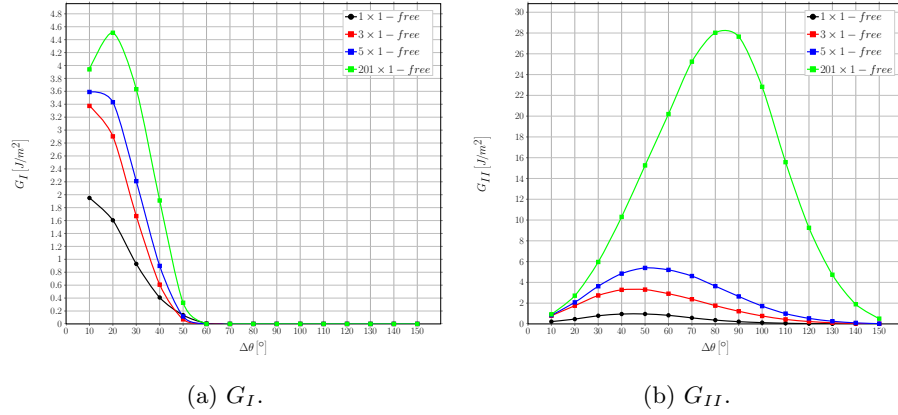 4.8
4.6
4.4
4.2
4
3.8
3.6
3.4
3.2
3
2.8
2.6
2.4
2.2
2
1.8
1.6
1.4
1.2
1
0.8
0.6
0.4
0.2
0
G_I [J/m²]
10 20 30 40 50 60 70 80 90 100 110 120 130 140 150
Δθ [°]
1 × 1 − free
3 × 1 − free
5 × 1 − free
201 × 1 − free
(a) G_I.
30
28
26
24
22
20
18
16
14
12
10
8
6
4
2
0
G_II [J/m²]
0 10 20 30 40 50 60 70 80 90 100 110 120 130 140 150
Δθ [°]
1 × 1 − free
3 × 1 − free
5 × 1 − free
201 × 1 − free
(b) G_II.